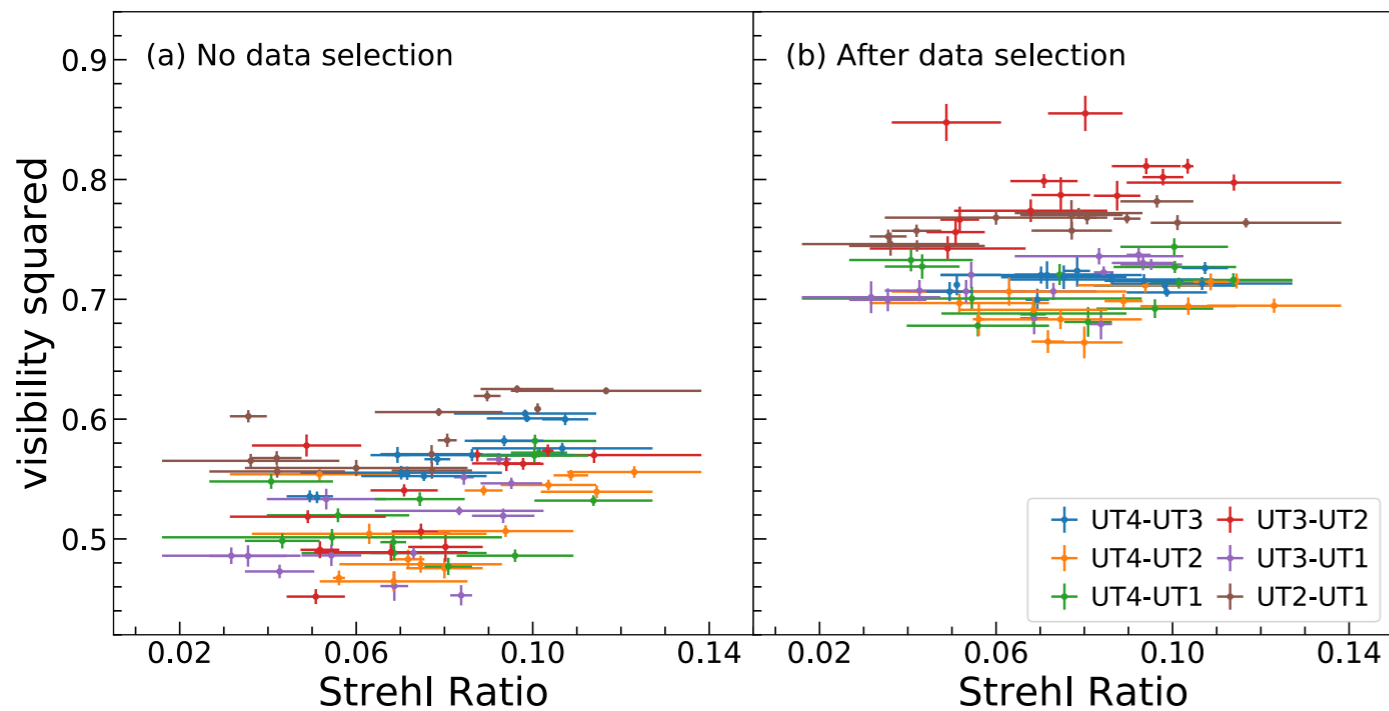 (a) No data selection
(b) After data selection
visibility squared
0.9
0.8
0.7
0.6
0.5
UT4-UT3
UT3-UT2
UT4-UT2
UT3-UT1
UT4-UT1
UT2-UT1
0.02
0.06
0.10
0.14
0.02
0.06
0.10
0.14
Strehl Ratio
Strehl Ratio